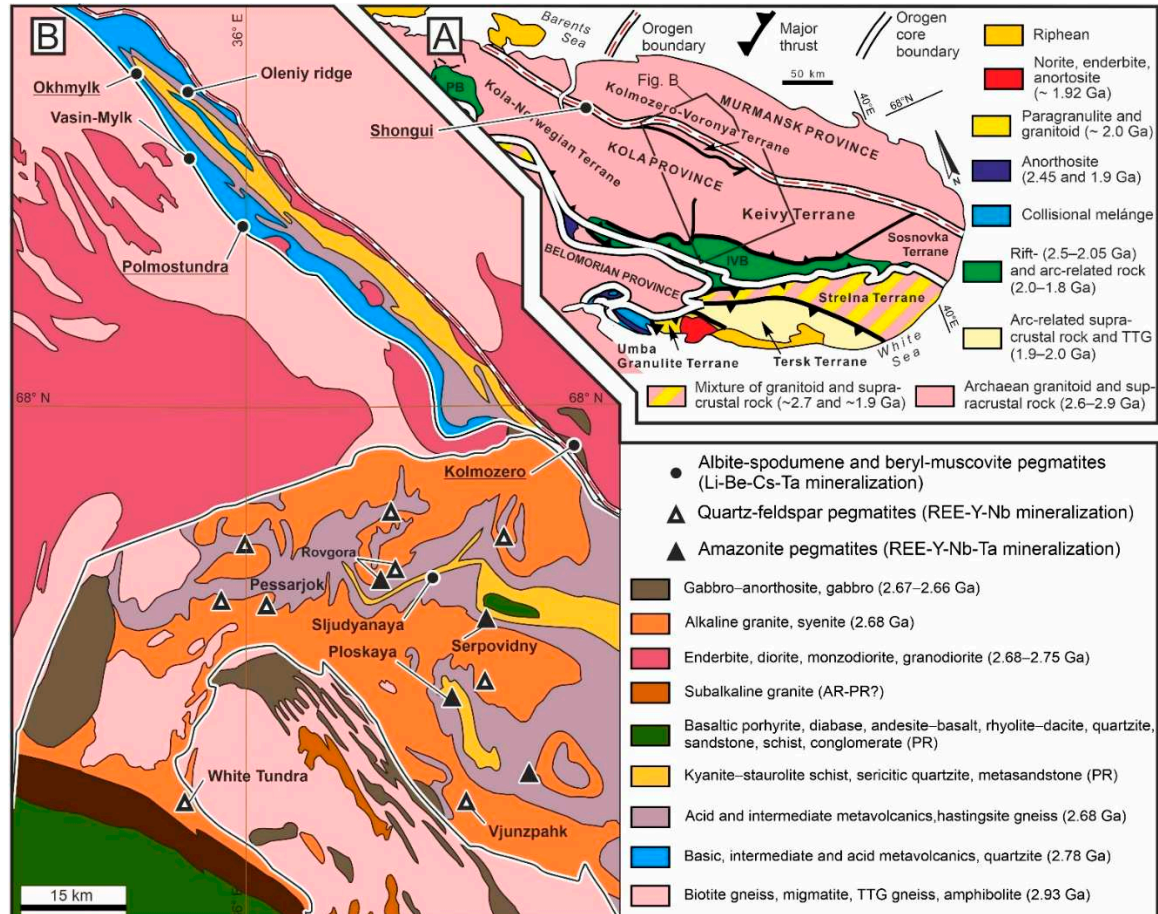 B
36°E
Okhmylk
Oleniy ridge
Vasin-Mylk
Polmostundra
68° N
68° N
Kolmozero
Rovgora
Pessarjok
Sljudyanaya
Serpovidny
Ploskaya
White Tundra
Vjunzpahk
15 km
A
Barents
Sea
Orogen
boundary
Major
thrust
Orogen
core
boundary
50 km
Fig. B
PB
Shongui
Kola-Norwegian Terrane
Kolmozero-Voronya Terrane
MURMANSK PROVINCE
KOLA PROVINCE
Keivy Terrane
Sosnovka
Terrane
BELOMORIAN PROVINCE
IVB
Strelna Terrane
Umba
Granulite Terrane
Tersk Terrane
White
Sea
40°E
68°N
40°E
N
Riphean
Norite, enderbite,
anortosite
(~ 1.92 Ga)
Paragranulite and
granitoid (~ 2.0 Ga)
Anorthosite
(2.45 and 1.9 Ga)
Collisional melánge
Rift- (2.5–2.05 Ga)
and arc-related rock
(2.0–1.8 Ga)
Arc-related supra-
crustal rock and TTG
(1.9–2.0 Ga)
Mixture of granitoid and supra-
crustal rock (~2.7 and ~1.9 Ga)
Archaean granitoid and sup-
racrustal rock (2.6–2.9 Ga)
Albite-spodumene and beryl-muscovite pegmatites
(Li-Be-Cs-Ta mineralization)
Quartz-feldspar pegmatites (REE-Y-Nb mineralization)
Amazonite pegmatites (REE-Y-Nb-Ta mineralization)
Gabbro–anorthosite, gabbro (2.67–2.66 Ga)
Alkaline granite, syenite (2.68 Ga)
Enderbite, diorite, monzodiorite, granodiorite (2.68–2.75 Ga)
Subalkaline granite (AR-PR?)
Basaltic porphyrite, diabase, andesite–basalt, rhyolite–dacite, quartzite,
sandstone, schist, conglomerate (PR)
Kyanite–staurolite schist, sericitic quartzite, metasandstone (PR)
Acid and intermediate metavolcanics,hastingsite gneiss (2.68 Ga)
Basic, intermediate and acid metavolcanics, quartzite (2.78 Ga)
Biotite gneiss, migmatite, TTG gneiss, amphibolite (2.93 Ga)